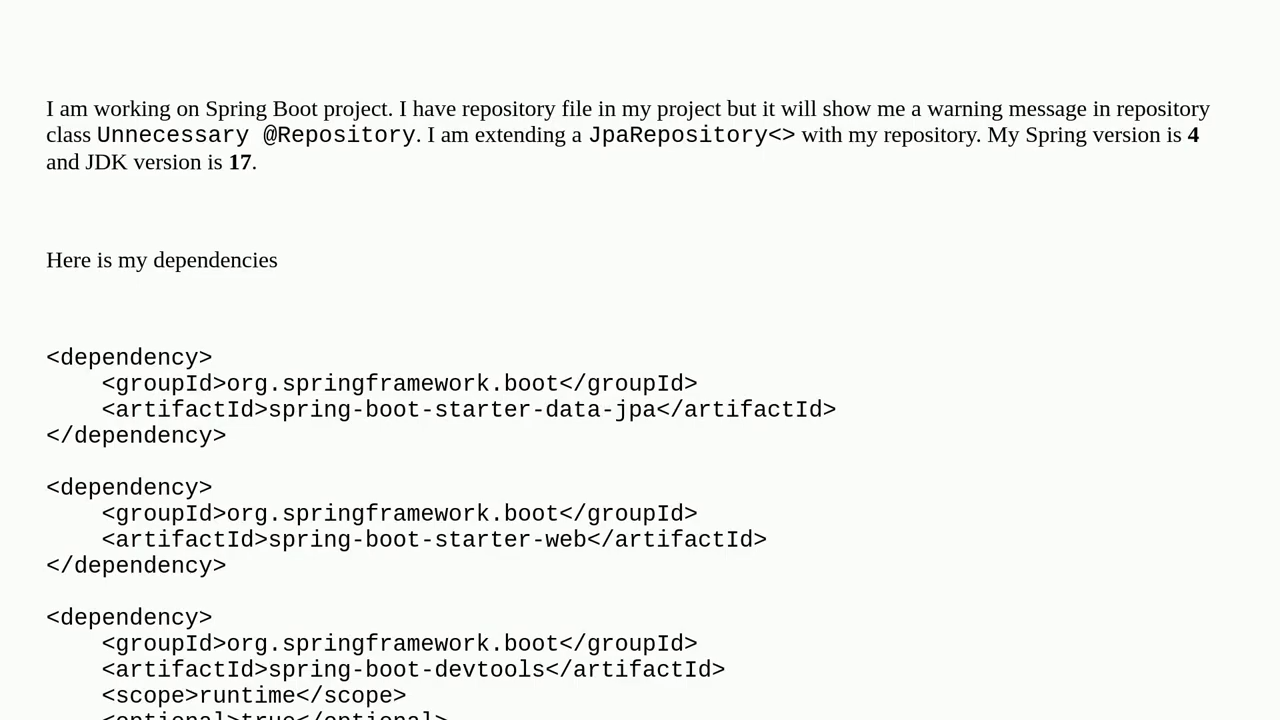 I am working on Spring Boot project. I have repository file in my project but it will show me a warning message in repository
class Unnecessary @Repository. I am extending a JpaRepository<> with my repository. My Spring version is 4
and JDK version is 17.
Here is my dependencies
<dependency>
    <groupId>org.springframework.boot</groupId>
    <artifactId>spring-boot-starter-data-jpa</artifactId>
</dependency>
<dependency>
    <groupId>org.springframework.boot</groupId>
    <artifactId>spring-boot-starter-web</artifactId>
</dependency>
<dependency>
    <groupId>org.springframework.boot</groupId>
    <artifactId>spring-boot-devtools</artifactId>
    <scope>runtime</scope>
    <optional>true</optional>